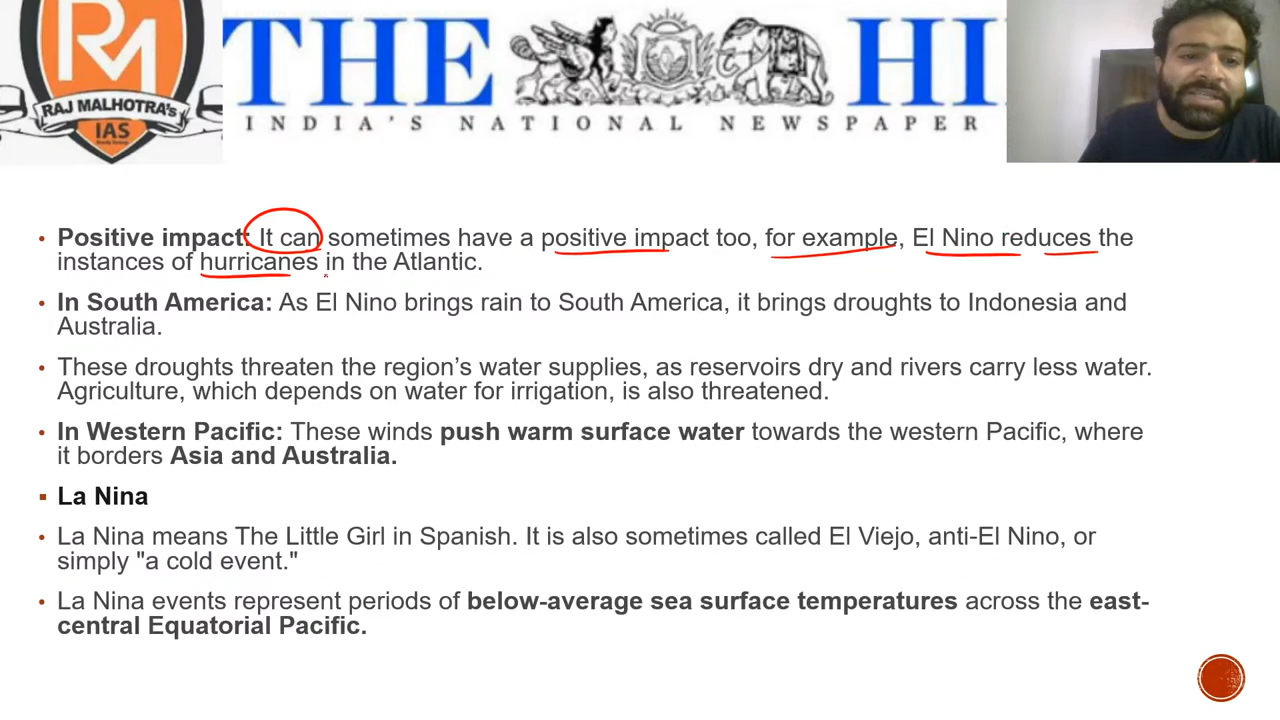 RM
RAJ MALHOTRA's
IAS
THE HI
INDIA'S NATIONAL NEWSPAPER
• Positive impact: It can sometimes have a positive impact too, for example, El Nino reduces the
instances of hurricanes in the Atlantic.
• In South America: As El Nino brings rain to South America, it brings droughts to Indonesia and
Australia.
• These droughts threaten the region's water supplies, as reservoirs dry and rivers carry less water.
Agriculture, which depends on water for irrigation, is also threatened.
• In Western Pacific: These winds push warm surface water towards the western Pacific, where
it borders Asia and Australia.
▪ La Nina
• La Nina means The Little Girl in Spanish. It is also sometimes called El Viejo, anti-El Nino, or
simply "a cold event."
• La Nina events represent periods of below-average sea surface temperatures across the east-
central Equatorial Pacific.